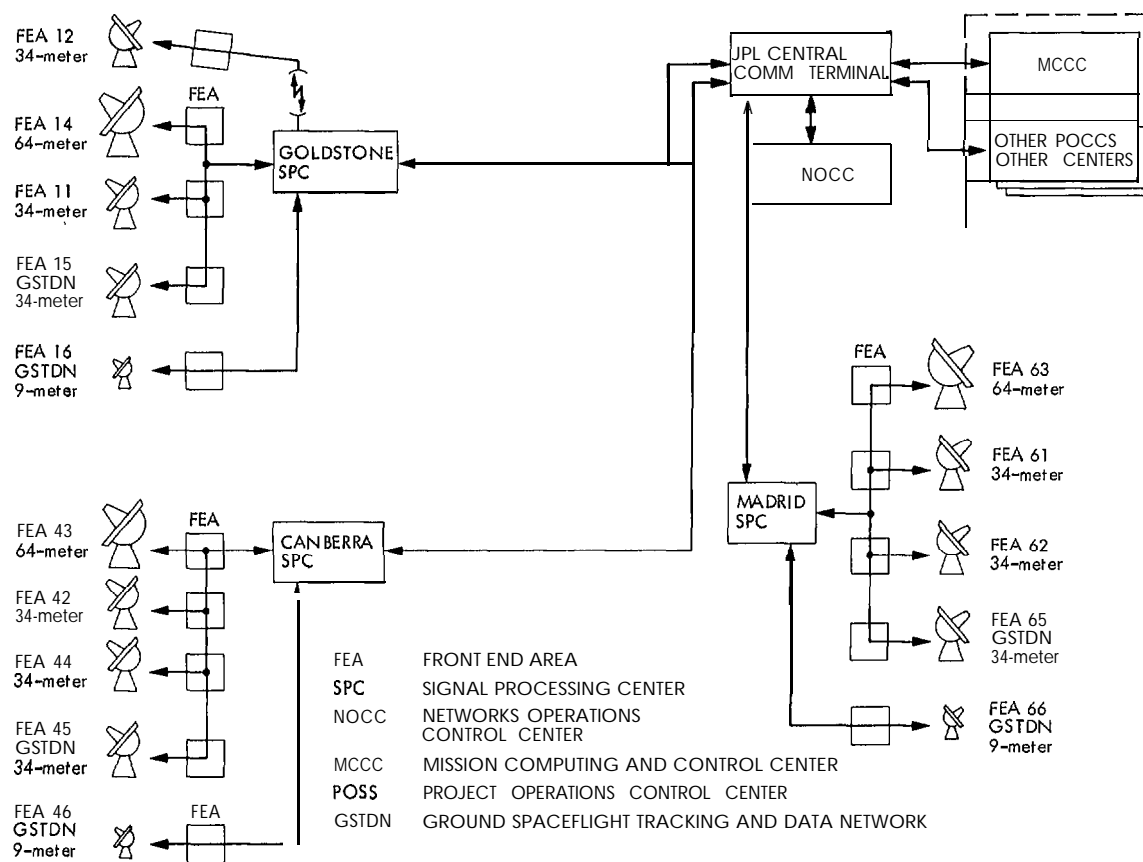 FEA 12
34-meter
FEA
FEA 14
64-meter
FEA 11
34-meter
FEA 15
GSTDN
34-meter
FEA 16
GSTDN
9-meter
GOLDSTONE
SPC
JPL CENTRAL
COMM TERMINAL
NOCC
MCCC
OTHER POCCS
OTHER CENTERS
FEA
FEA 63
64-meter
FEA 61
34-meter
MADRID
SPC
FEA 62
34-meter
FEA 65
GSTDN
34-meter
FEA 66
GSTDN
9-meter
FEA
FEA 43
64-meter
CANBERRA
SPC
FEA 42
34-meter
FEA 44
34-meter
FEA 45
GSTDN
34-meter
FEA 46
GSTDN
9-meter
FEA
FEA FRONT END AREA
SPC SIGNAL PROCESSING CENTER
NOCC NETWORKS OPERATIONS
CONTROL CENTER
MCCC MISSION COMPUTING AND CONTROL CENTER
POSS PROJECT OPERATIONS CONTROL CENTER
GSTDN GROUND SPACEFLIGHT TRACKING AND DATA NETWORK